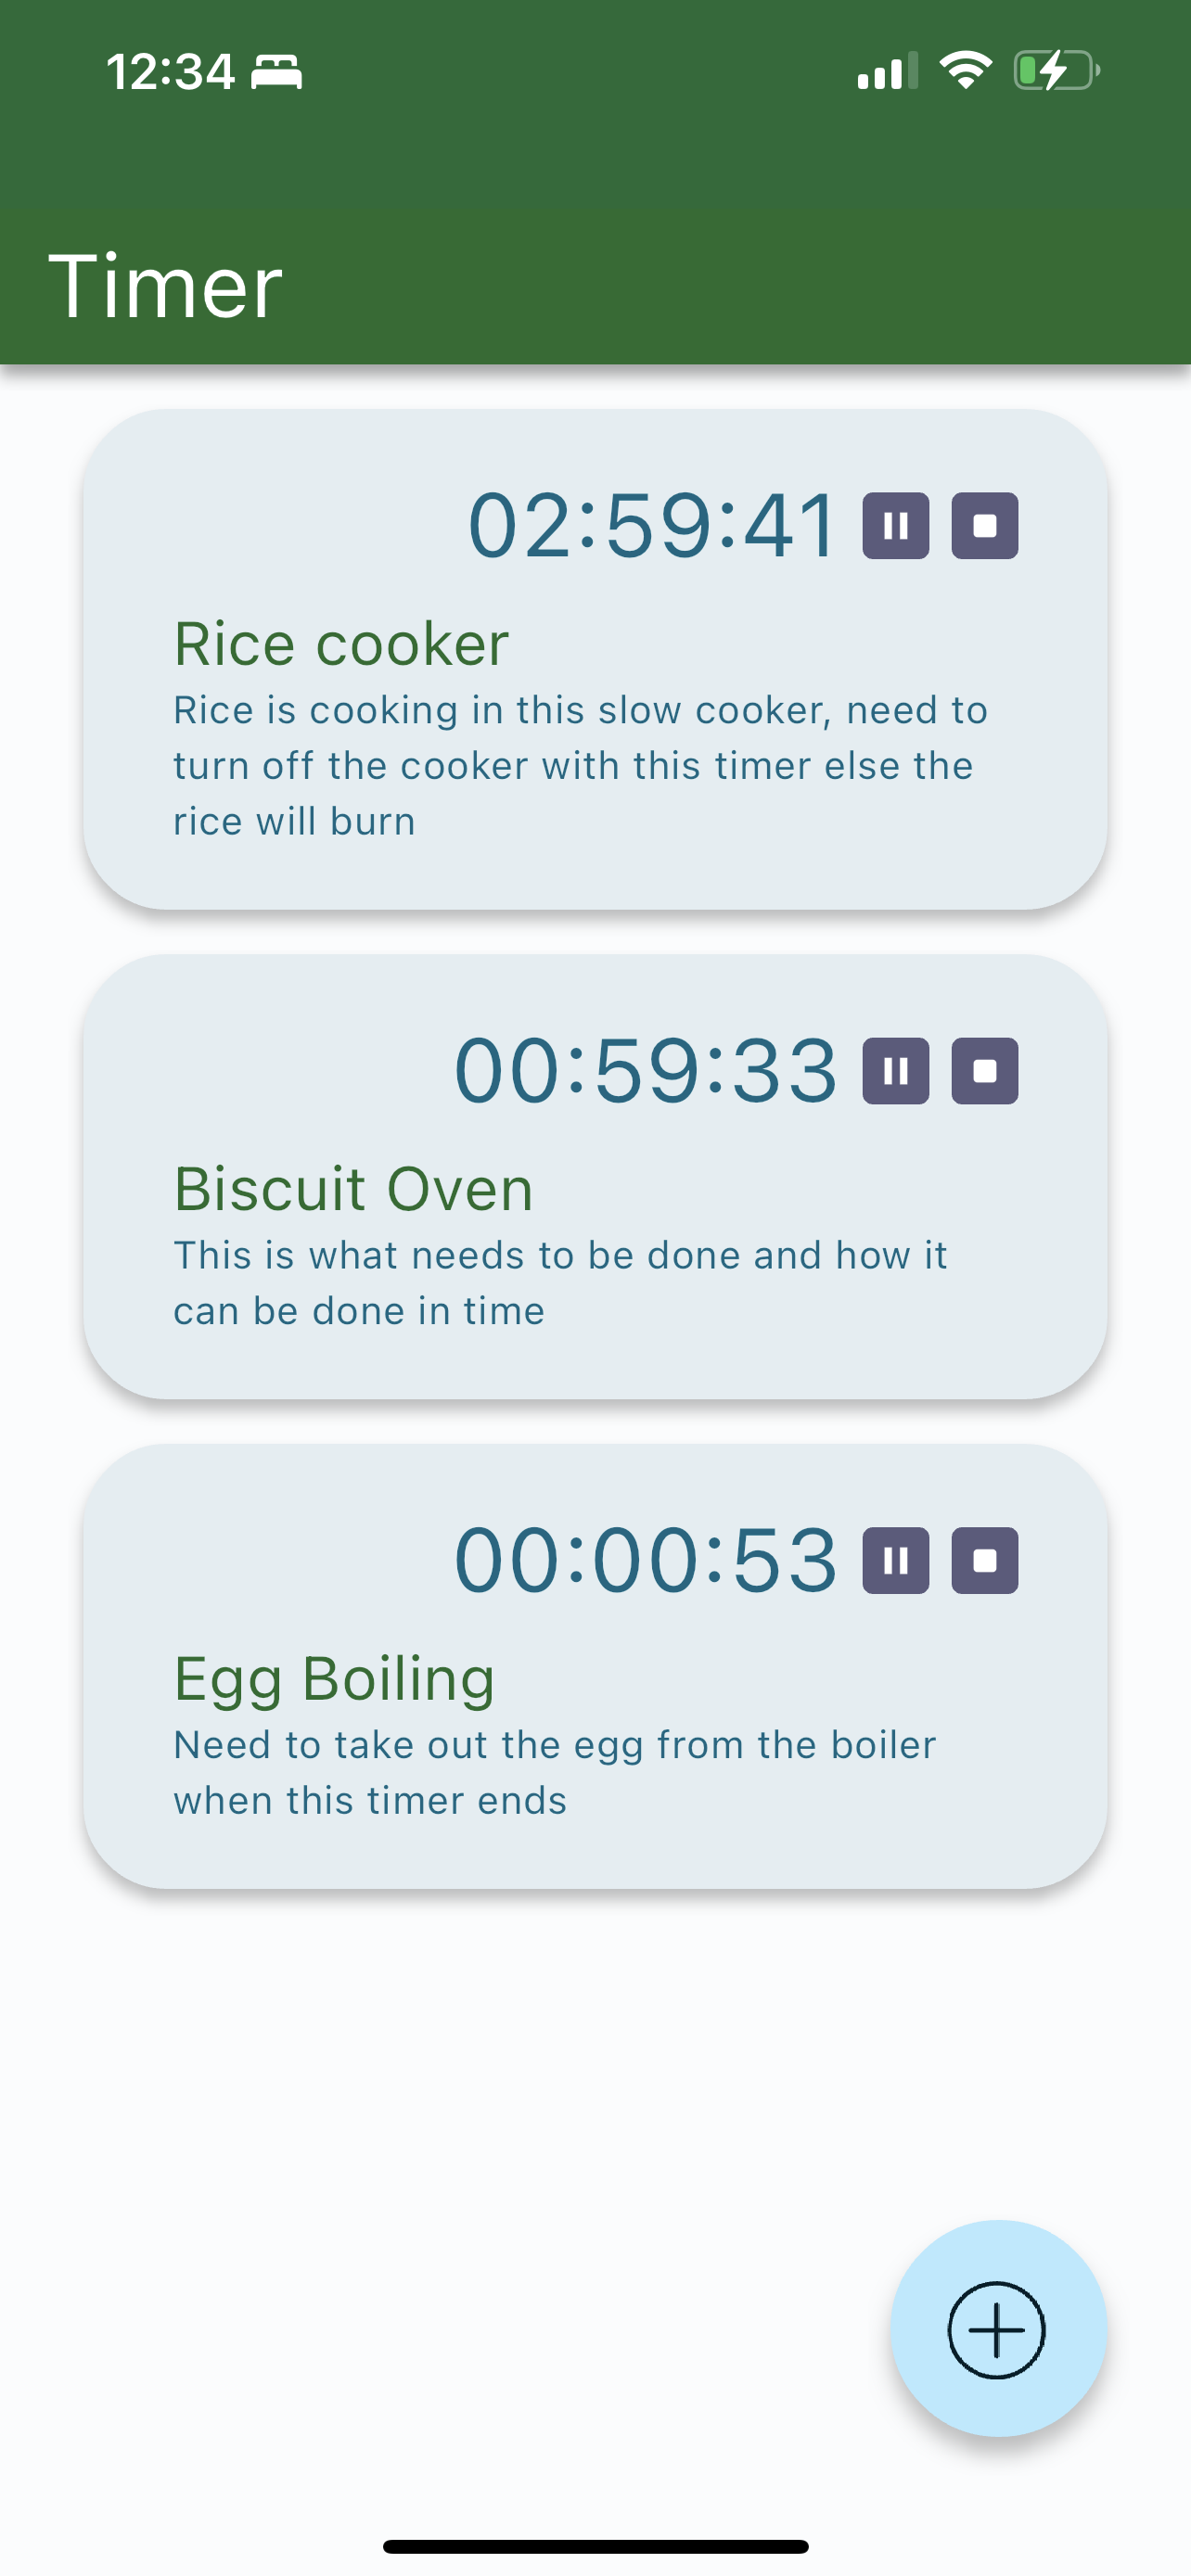 12:34
Timer
02:59:41
Rice cooker
Rice is cooking in this slow cooker, need to
turn off the cooker with this timer else the
rice will burn
00:59:33
Biscuit Oven
This is what needs to be done and how it
can be done in time
00:00:53
Egg Boiling
Need to take out the egg from the boiler
when this timer ends